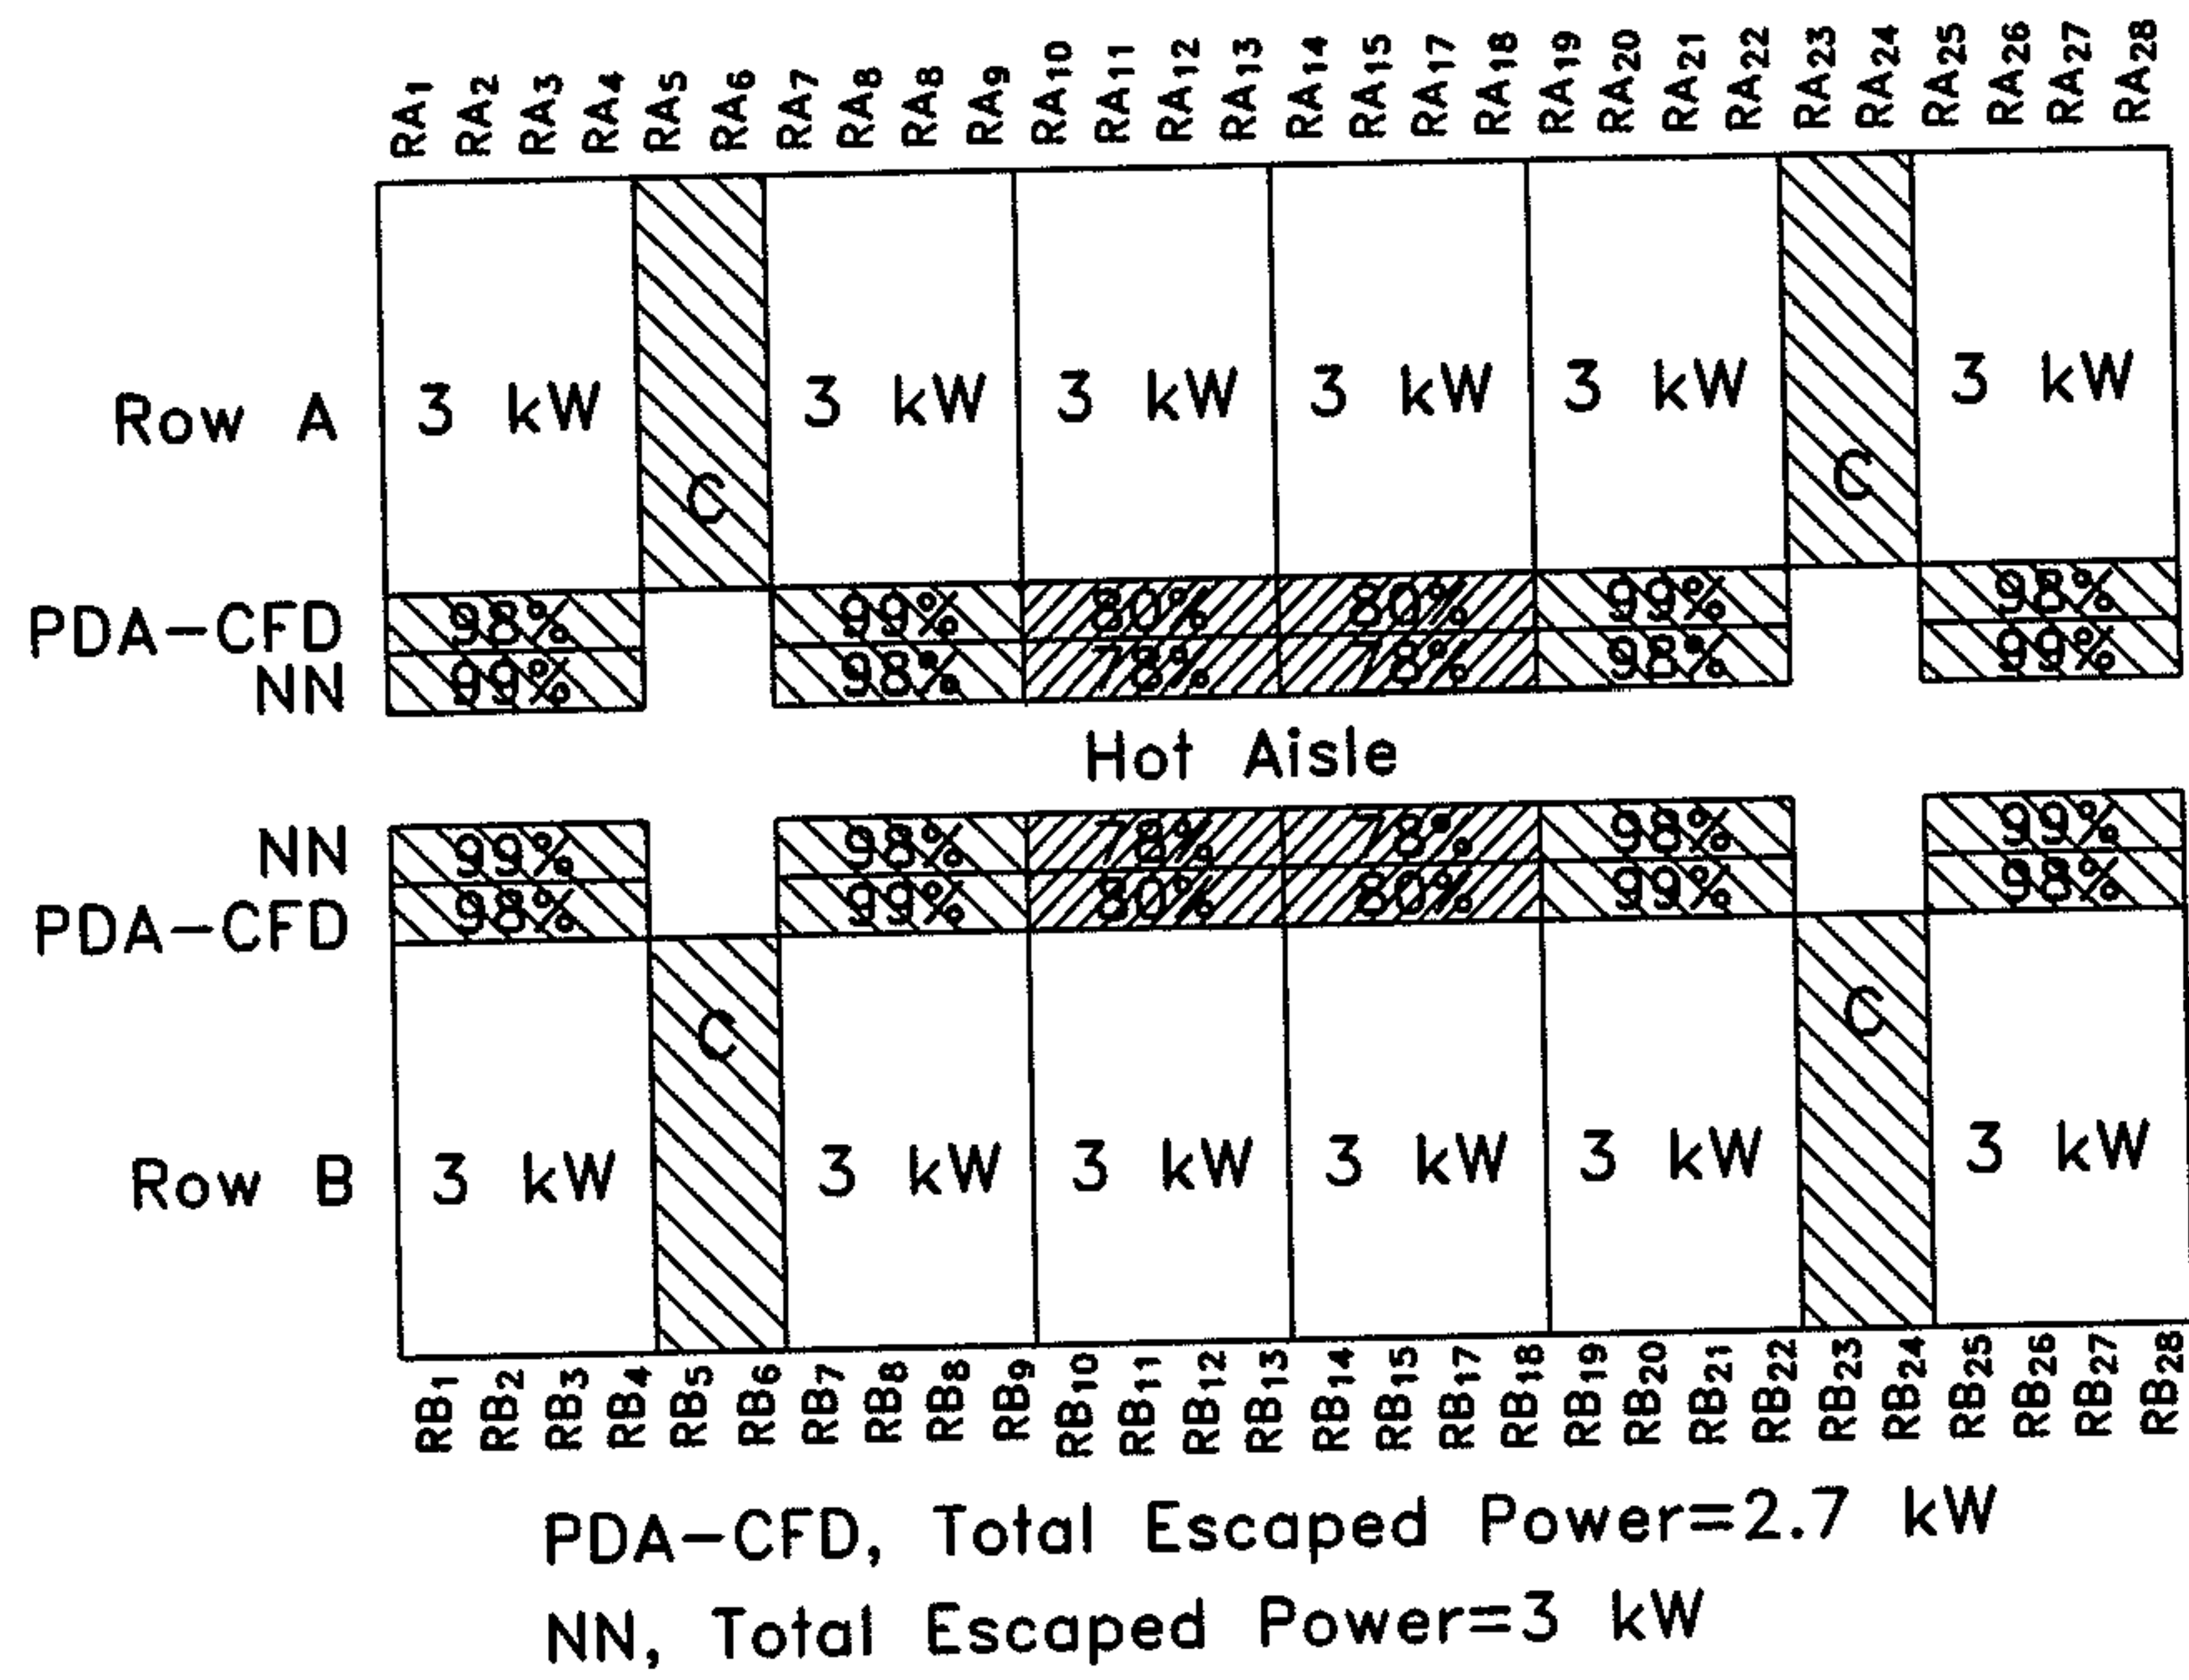 RA1 RA2 RA3 RA4 RA5 RA6 RA7 RA8 RA8 RA9 RA10 RA11 RA12 RA13 RA14 RA15 RA17 RA18 RA19 RA20 RA21 RA22 RA23 RA24 RA25 RA26 RA27 RA28
Row A 3 kW C 3 kW 3 kW 3 kW 3 kW C 3 kW
PDA-CFD 98% 99% 80% 80% 99% 98%
NN 99% 98% 78% 78% 98% 99%
Hot Aisle
NN 99% 98% 78% 78% 98% 99%
PDA-CFD 98% 99% 80% 80% 99% 98%
C C
Row B 3 kW 3 kW 3 kW 3 kW 3 kW 3 kW
RB1 RB2 RB3 RB4 RB5 RB6 RB7 RB8 RB8 RB9 RB10 RB11 RB12 RB13 RB14 RB15 RB17 RB18 RB19 RB20 RB21 RB22 RB23 RB24 RB25 RB26 RB27 RB28
PDA-CFD, Total Escaped Power=2.7 kW
NN, Total Escaped Power=3 kW